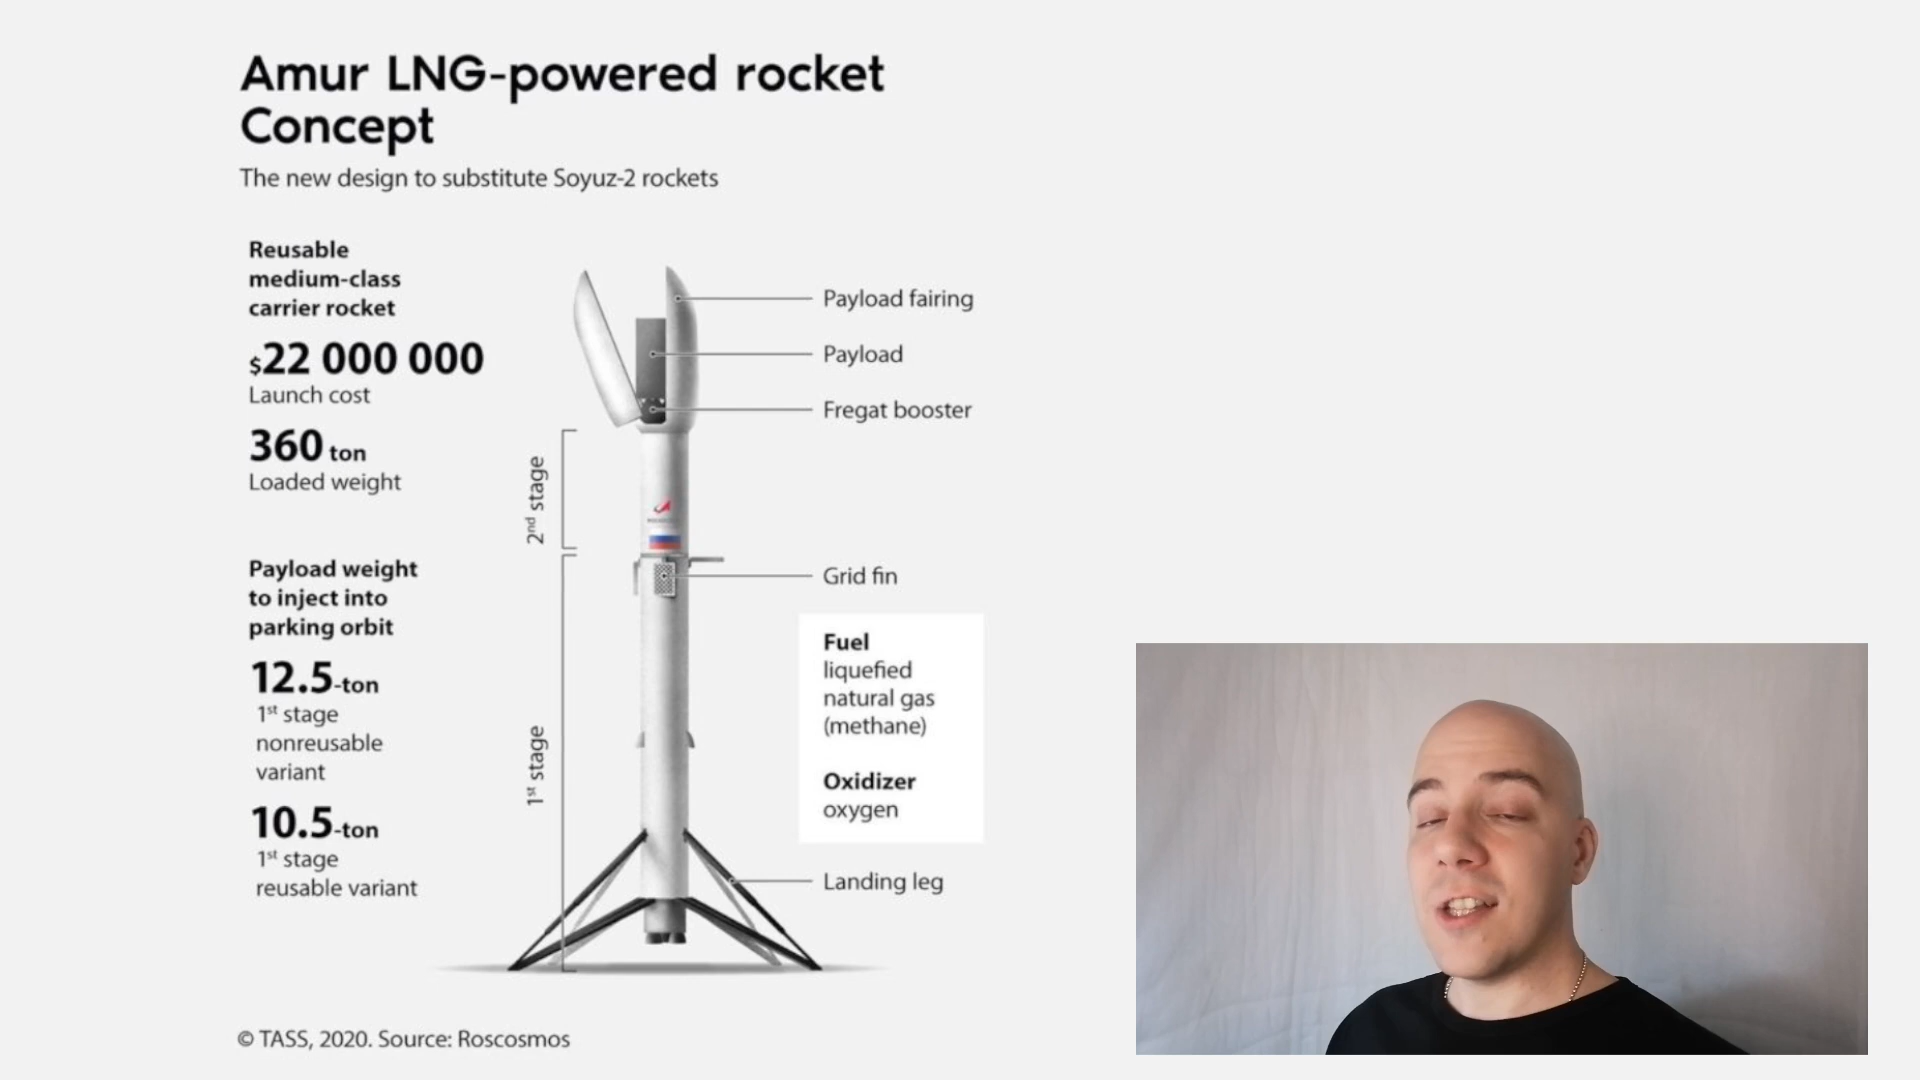 Amur LNG-powered rocket
Concept
The new design to substitute Soyuz-2 rockets
Reusable
medium-class
carrier rocket
$22 000 000
Launch cost
360 ton
Loaded weight
Payload weight
to inject into
parking orbit
12.5-ton
1st stage
nonreusable
variant
10.5-ton
1st stage
reusable variant
2nd stage
1st stage
Payload fairing
Payload
Fregat booster
Grid fin
Fuel
liquefied
natural gas
(methane)
Oxidizer
oxygen
Landing leg
© TASS, 2020. Source: Roscosmos